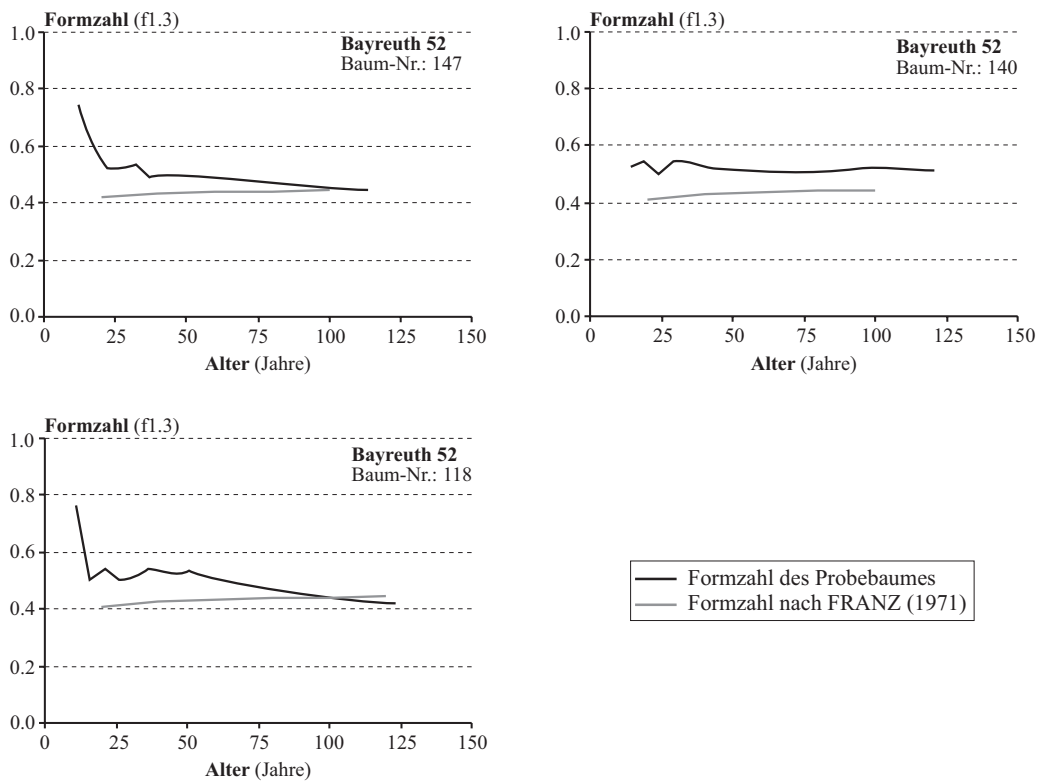 Formzahl (f1.3)
Bayreuth 52
Baum-Nr.: 147
1.0
0.8
0.6
0.4
0.2
0.0
0 25 50 75 100 125 150
Alter (Jahre)
Formzahl (f1.3)
Bayreuth 52
Baum-Nr.: 140
1.0
0.8
0.6
0.4
0.2
0.0
0 25 50 75 100 125 150
Alter (Jahre)
Formzahl (f1.3)
Bayreuth 52
Baum-Nr.: 118
1.0
0.8
0.6
0.4
0.2
0.0
0 25 50 75 100 125 150
Alter (Jahre)
Formzahl des Probebaumes
Formzahl nach FRANZ (1971)